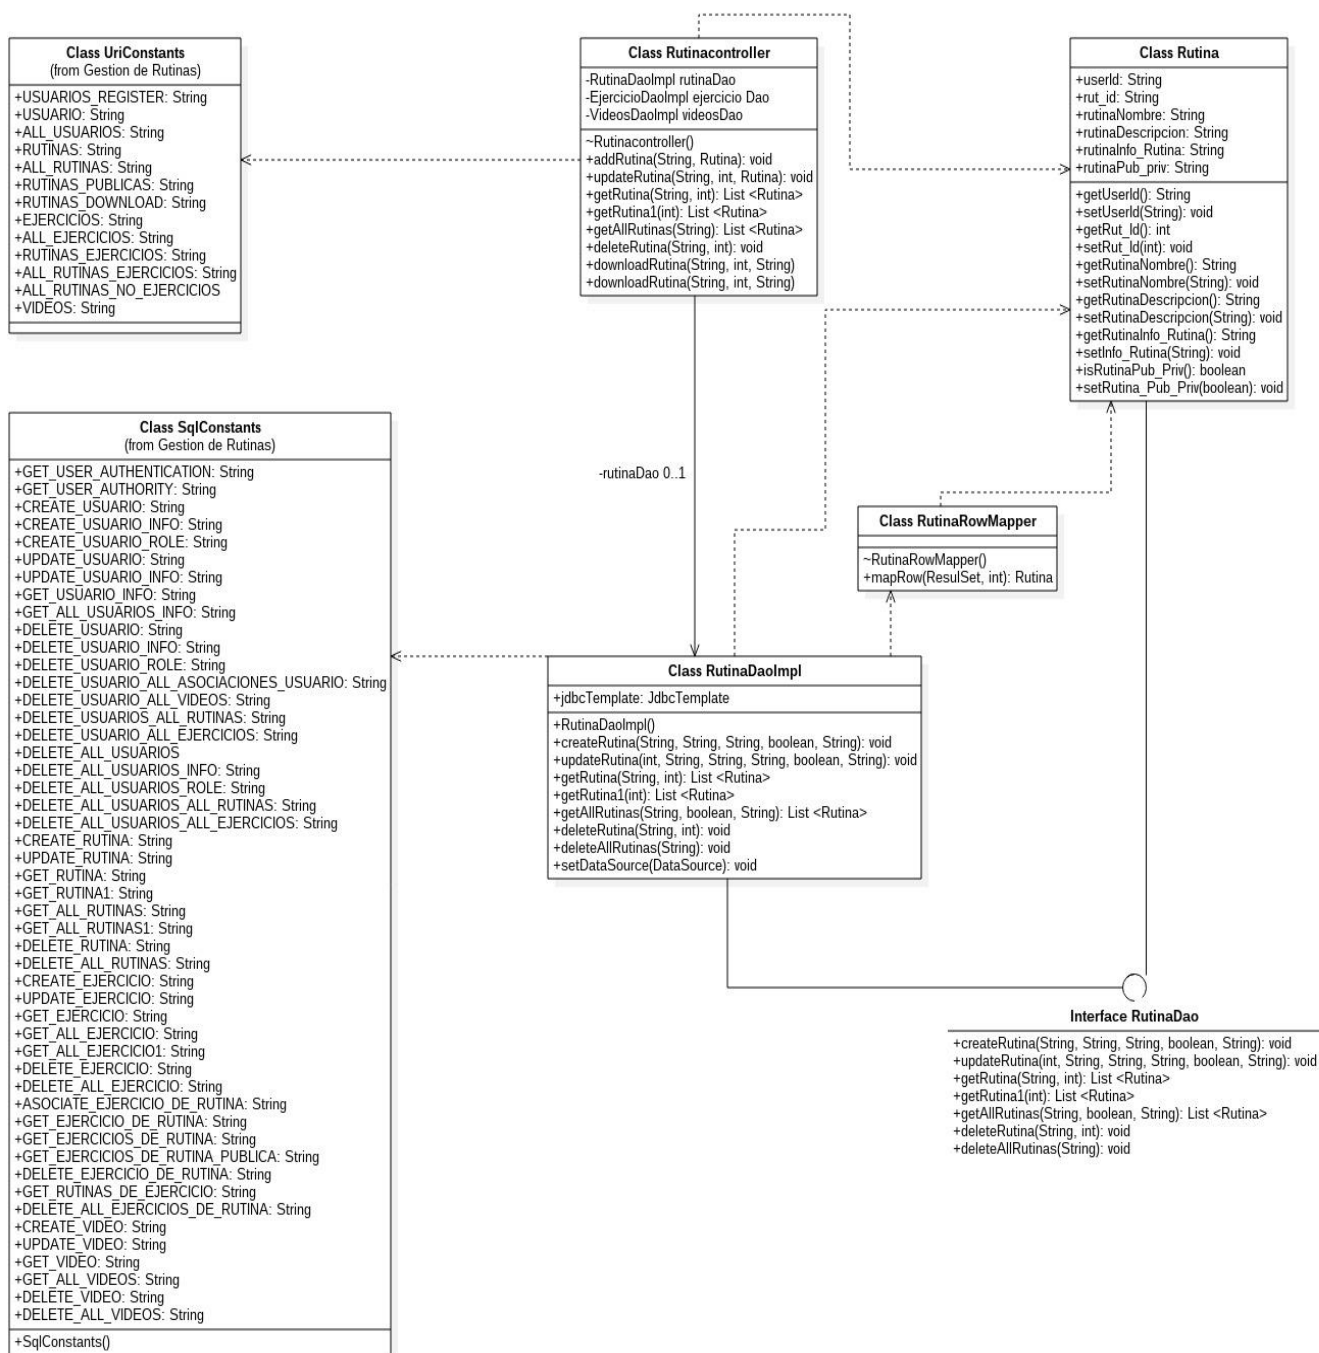 Class UriConstants
(from Gestion de Rutinas)
+USUARIOS_REGISTER: String
+USUARIO: String
+ALL_USUARIOS: String
+RUTINAS: String
+ALL_RUTINAS: String
+RUTINAS_PUBLICAS: String
+RUTINAS_DOWNLOAD: String
+EJERCICIOS: String
+ALL_EJERCICIOS: String
+RUTINAS_EJERCICIOS: String
+ALL_RUTINAS_EJERCICIOS: String
+ALL_RUTINAS_NO_EJERCICIOS
+VIDEOS: String
Class Rutinacontroller
-RutinaDaoImpl rutinaDao
-EjercicioDaoImpl ejercicio Dao
-VideosDaoImpl videosDao
~Rutinacontroller()
+addRutina(String, Rutina): void
+updateRutina(String, int, Rutina): void
+getRutina(String, int): List <Rutina>
+getRutina1(int): List <Rutina>
+getAllRutinas(String): List <Rutina>
+deleteRutina(String, int): void
+downloadRutina(String, int, String)
+downloadRutina(String, int, String)
Class Rutina
+userId: String
+rut_id: String
+rutinaNombre: String
+rutinaDescripcion: String
+rutinaInfo_Rutina: String
+rutinaPub_priv: String
+getUserId(): String
+setUserId(String): void
+getRut_Id(): int
+setRut_Id(int): void
+getRutinaNombre(): String
+setRutinaNombre(String): void
+getRutinaDescripcion(): String
+setRutinaDescripcion(String): void
+getRutinaInfo_Rutina(): String
+setInfo_Rutina(String): void
+isRutinaPub_Priv(): boolean
+setRutina_Pub_Priv(boolean): void
Class SqlConstants
(from Gestion de Rutinas)
+GET_USER_AUTHENTICATION: String
+GET_USER_AUTHORITY: String
+CREATE_USUARIO: String
+CREATE_USUARIO_INFO: String
+CREATE_USUARIO_ROLE: String
+UPDATE_USUARIO: String
+UPDATE_USUARIO_INFO: String
+GET_USUARIO_INFO: String
+GET_ALL_USUARIOS_INFO: String
+DELETE_USUARIO: String
+DELETE_USUARIO_INFO: String
+DELETE_USUARIO_ROLE: String
+DELETE_USUARIO_ALL_ASOCIACIONES_USUARIO: String
+DELETE_USUARIO_ALL_VIDEOS: String
+DELETE_USUARIOS_ALL_RUTINAS: String
+DELETE_USUARIO_ALL_EJERCICIOS: String
+DELETE_ALL_USUARIOS
+DELETE_ALL_USUARIOS_INFO: String
+DELETE_ALL_USUARIOS_ROLE: String
+DELETE_ALL_USUARIOS_ALL_RUTINAS: String
+DELETE_ALL_USUARIOS_ALL_EJERCICIOS: String
+CREATE_RUTINA: String
+UPDATE_RUTINA: String
+GET_RUTINA: String
+GET_RUTINA1: String
+GET_ALL_RUTINAS: String
+GET_ALL_RUTINAS1: String
+DELETE_RUTINA: String
+DELETE_ALL_RUTINAS: String
+CREATE_EJERCICIO: String
+UPDATE_EJERCICIO: String
+GET_EJERCICIO: String
+GET_ALL_EJERCICIO: String
+GET_ALL_EJERCICIO1: String
+DELETE_EJERCICIO: String
+DELETE_ALL_EJERCICIO: String
+ASOCIATE_EJERCICIO_DE_RUTINA: String
+GET_EJERCICIO_DE_RUTINA: String
+GET_EJERCICIOS_DE_RUTINA: String
+GET_EJERCICIOS_DE_RUTINA_PUBLICA: String
+DELETE_EJERCICIO_DE_RUTINA: String
+GET_RUTINAS_DE_EJERCICIO: String
+DELETE_ALL_EJERCICIOS_DE_RUTINA: String
+CREATE_VIDEO: String
+UPDATE_VIDEO: String
+GET_VIDEO: String
+GET_ALL_VIDEOS: String
+DELETE_VIDEO: String
+DELETE_ALL_VIDEOS: String
+SqlConstants()
-rutinaDao 0..1
Class RutinaRowMapper
~RutinaRowMapper()
+mapRow(ResulSet, int): Rutina
Class RutinaDaoImpl
+jdbcTemplate: JdbcTemplate
+RutinaDaoImpl()
+createRutina(String, String, String, boolean, String): void
+updateRutina(int, String, String, String, boolean, String): void
+getRutina(String, int): List <Rutina>
+getRutina1(int): List <Rutina>
+getAllRutinas(String, boolean, String): List <Rutina>
+deleteRutina(String, int): void
+deleteAllRutinas(String): void
+setDataSource(DataSource): void
Interface RutinaDao
+createRutina(String, String, String, boolean, String): void
+updateRutina(int, String, String, String, boolean, String): void
+getRutina(String, int): List <Rutina>
+getRutina1(int): List <Rutina>
+getAllRutinas(String, boolean, String): List <Rutina>
+deleteRutina(String, int): void
+deleteAllRutinas(String): void